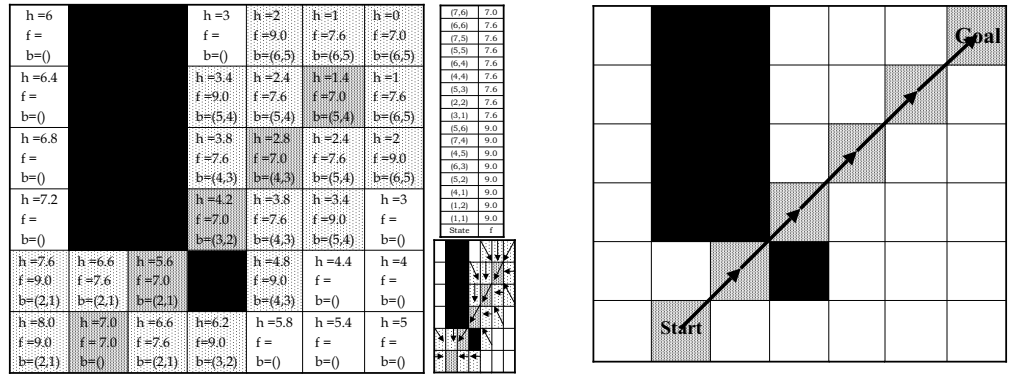 h =6
f =
b=()
h =3
f =
b=()
h =2
f =9.0
b=(6,5)
h =1
f =7.6
b=(6,5)
h =0
f =7.0
b=(6,5)
h =6.4
f =
b=()
h =3.4
f =9.0
b=(5,4)
h =2.4
f =7.6
b=(5,4)
h =1.4
f =7.0
b=(5,4)
h =1
f =7.6
b=(6,5)
h =6.8
f =
b=()
h =3.8
f =7.6
b=(4,3)
h =2.8
f =7.0
b=(4,3)
h =2.4
f =7.6
b=(5,4)
h =2
f =9.0
b=(6,5)
h =7.2
f =
b=()
h =4.2
f =7.0
b=(3,2)
h =3.8
f =7.6
b=(4,3)
h =3.4
f =9.0
b=(5,4)
h =3
f =
b=()
h =7.6
f =9.0
b=(2,1)
h =6.6
f =7.6
b=(2,1)
h =5.6
f =7.0
b=(2,1)
h =4.8
f =9.0
b=(4,3)
h =4.4
f =
b=()
h =4
f =
b=()
h =8.0
f =9.0
b=(2,1)
h =7.0
f = 7.0
b=()
h =6.6
f =7.6
b=(2,1)
h=6.2
f=9.0
b=(3,2)
h =5.8
f =
b=()
h =5.4
f =
b=()
h =5
f =
b=()
(7,6) 7.0
(6,6) 7.6
(7,5) 7.6
(5,5) 7.6
(6,4) 7.6
(4,4) 7.6
(5,3) 7.6
(2,2) 7.6
(3,1) 7.6
(5,6) 9.0
(7,4) 9.0
(4,5) 9.0
(6,3) 9.0
(5,2) 9.0
(4,1) 9.0
(1,2) 9.0
(1,1) 9.0
State f
Goal
Start